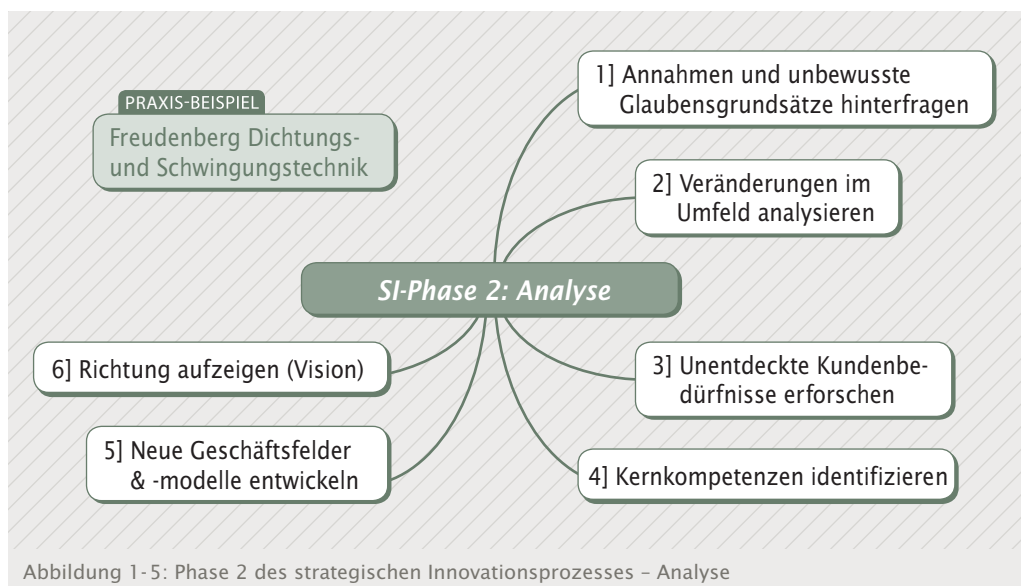 PRAXIS-BEISPIEL
Freudenberg Dichtungs-
und Schwingungstechnik
SI-Phase 2: Analyse
1] Annahmen und unbewusste
Glaubensgrundsätze hinterfragen
2] Veränderungen im
Umfeld analysieren
3] Unentdeckte Kundenbe-
dürfnisse erforschen
4] Kernkompetenzen identifizieren
5] Neue Geschäftsfelder
& -modelle entwickeln
6] Richtung aufzeigen (Vision)
Abbildung 1-5: Phase 2 des strategischen Innovationsprozesses – Analyse